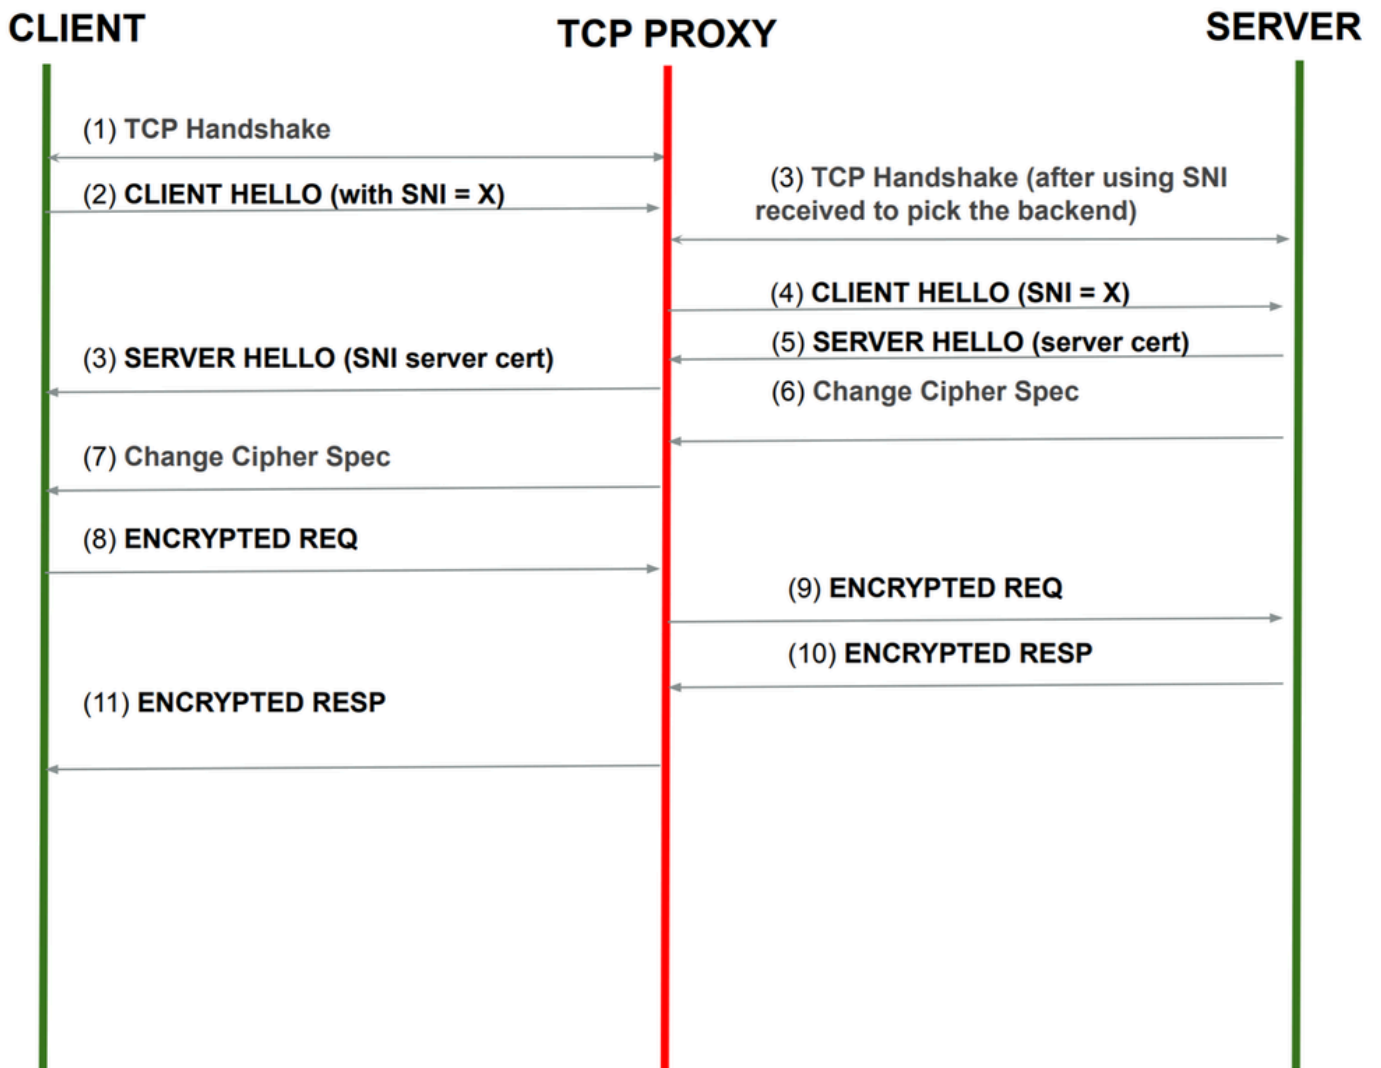 CLIENT
TCP PROXY
SERVER
(1) TCP Handshake
(2) CLIENT HELLO (with SNI = X)
(3) TCP Handshake (after using SNI
received to pick the backend)
(4) CLIENT HELLO (SNI = X)
(5) SERVER HELLO (server cert)
(3) SERVER HELLO (SNI server cert)
(6) Change Cipher Spec
(7) Change Cipher Spec
(8) ENCRYPTED REQ
(9) ENCRYPTED REQ
(10) ENCRYPTED RESP
(11) ENCRYPTED RESP